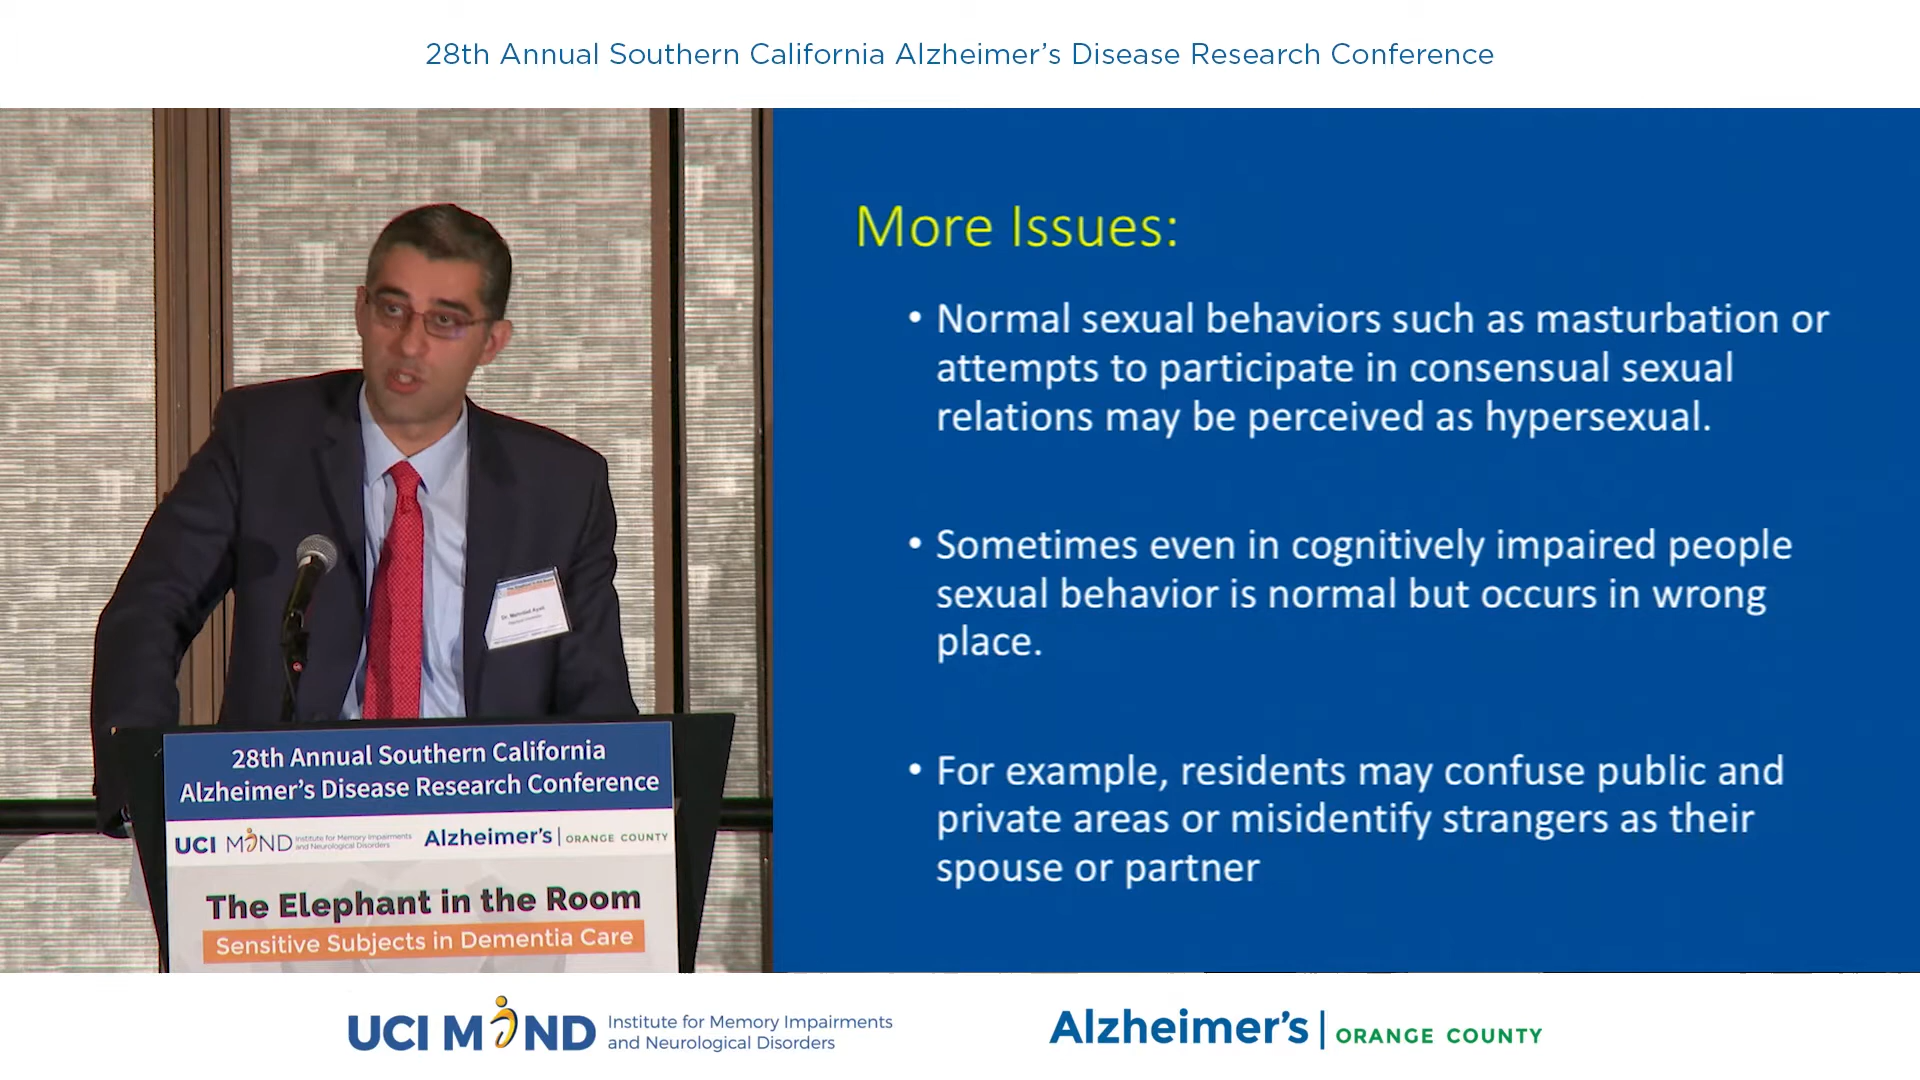 28th Annual Southern California Alzheimer's Disease Research Conference
More Issues:
• Normal sexual behaviors such as masturbation or
attempts to participate in consensual sexual
relations may be perceived as hypersexual.
• Sometimes even in cognitively impaired people
sexual behavior is normal but occurs in wrong
place.
• For example, residents may confuse public and
private areas or misidentify strangers as their
spouse or partner
Dr.
28th Annual Southern California
Alzheimer's Disease Research Conference
UCI MIND Institute for Memory Impairments
and Neurological Disorders
Alzheimer's | ORANGE COUNTY
The Elephant in the Room
Sensitive Subjects in Dementia Care
UCI MIND Institute for Memory Impairments
and Neurological Disorders
Alzheimer's | ORANGE COUNTY